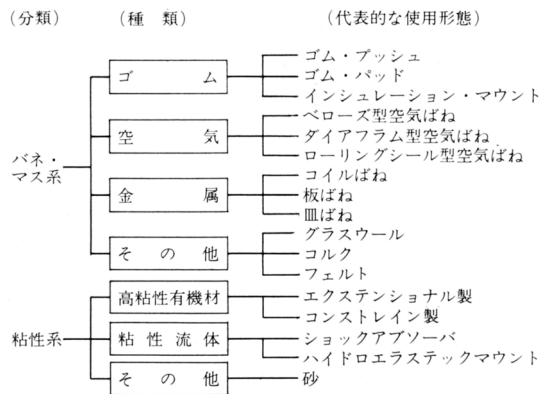 (分類) (種 類) (代表的な使用形態)
ゴム・プッシュ
ゴ ム ゴム・パッド
インシュレーション・マウント
ベローズ型空気ばね
空 気 ダイアフラム型空気ばね
ローリングシール型空気ばね
バネ・
マス系
コイルばね
金 属 板ばね
皿ばね
グラスウール
そ の 他 コルク
フェルト
高粘性有機材 エクステンショナル製
コンストレイン製
粘性系 粘 性 流 体 ショックアブソーバ
ハイドロエラステックマウント
そ の 他 砂